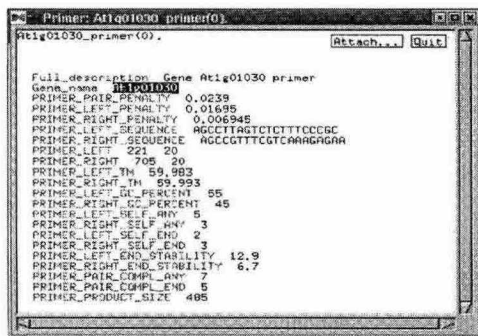 Primer: At1g01030_primer(0).
At1g01030_primer(0).
Attach... Quit
Full_description Gene At1g01030 primer
Gene_name At1g01030
PRIMER_PAIR_PENALTY 0.0239
PRIMER_LEFT_PENALTY 0.01695
PRIMER_RIGHT_PENALTY 0.006945
PRIMER_LEFT_SEQUENCE AGCCTTAGTCTCTTTCCCGC
PRIMER_RIGHT_SEQUENCE AGCCGTTTCGTCAAAGAGAA
PRIMER_LEFT 221 20
PRIMER_RIGHT 705 20
PRIMER_LEFT_TM 59.983
PRIMER_RIGHT_TM 59.993
PRIMER_LEFT_GC_PERCENT 55
PRIMER_RIGHT_GC_PERCENT 45
PRIMER_LEFT_SELF_ANY 5
PRIMER_RIGHT_SELF_ANY 3
PRIMER_LEFT_SELF_END 2
PRIMER_RIGHT_SELF_END 3
PRIMER_LEFT_END_STABILITY 12.9
PRIMER_RIGHT_END_STABILITY 6.7
PRIMER_PAIR_COMPL_ANY 7
PRIMER_PAIR_COMPL_END 5
PRIMER_PRODUCT_SIZE 485